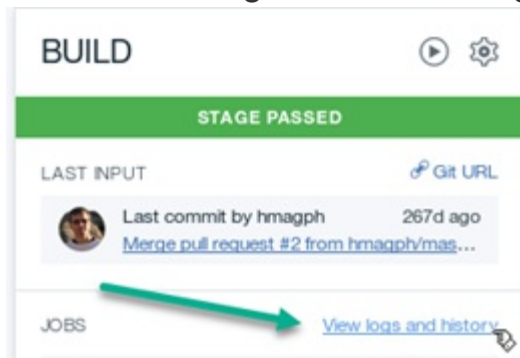 BUILD
STAGE PASSED
LAST INPUT Git URL
Last commit by hmagph 267d ago
Merge pull request #2 from hmagph/mas...
JOBS View logs and history